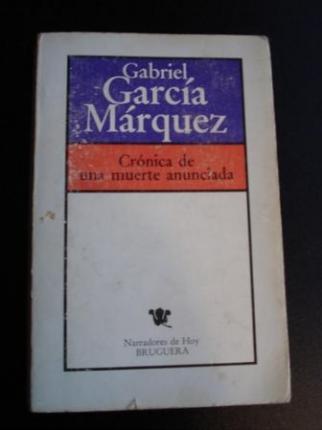 Gabriel
García
Márquez
Crónica de
una muerte anunciada
Narradores de Hoy
BRUGUERA